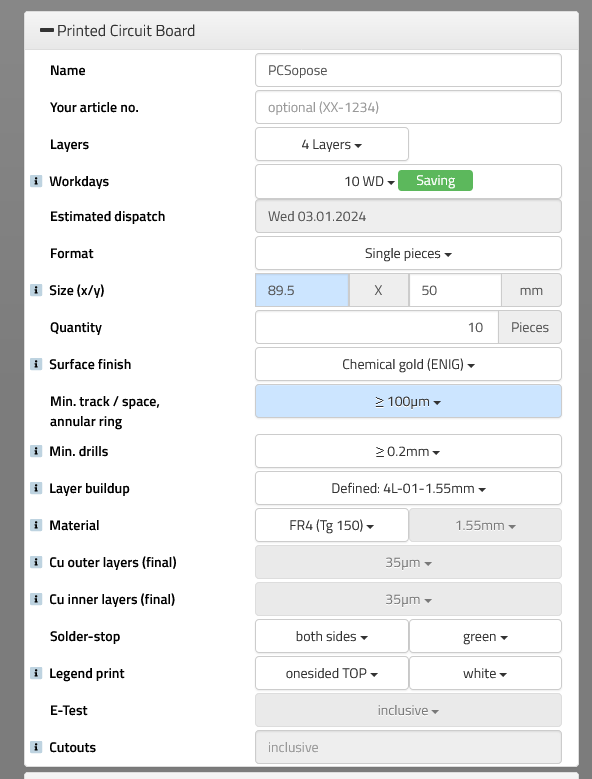 Printed Circuit Board
Name PCSopose
Your article no. optional (XX-1234)
Layers 4 Layers
i Workdays 10 WD Saving
Estimated dispatch Wed 03.01.2024
Format Single pieces
i Size (x/y) 89.5 X 50 mm
Quantity 10 Pieces
i Surface finish Chemical gold (ENIG)
Min. track / space, ≥ 100µm
annular ring
i Min. drills ≥ 0.2mm
i Layer buildup Defined: 4L-01-1.55mm
i Material FR4 (Tg 150) 1.55mm
i Cu outer layers (final) 35µm
i Cu inner layers (final) 35µm
Solder-stop both sides green
i Legend print onesided TOP white
E-Test inclusive
i Cutouts inclusive